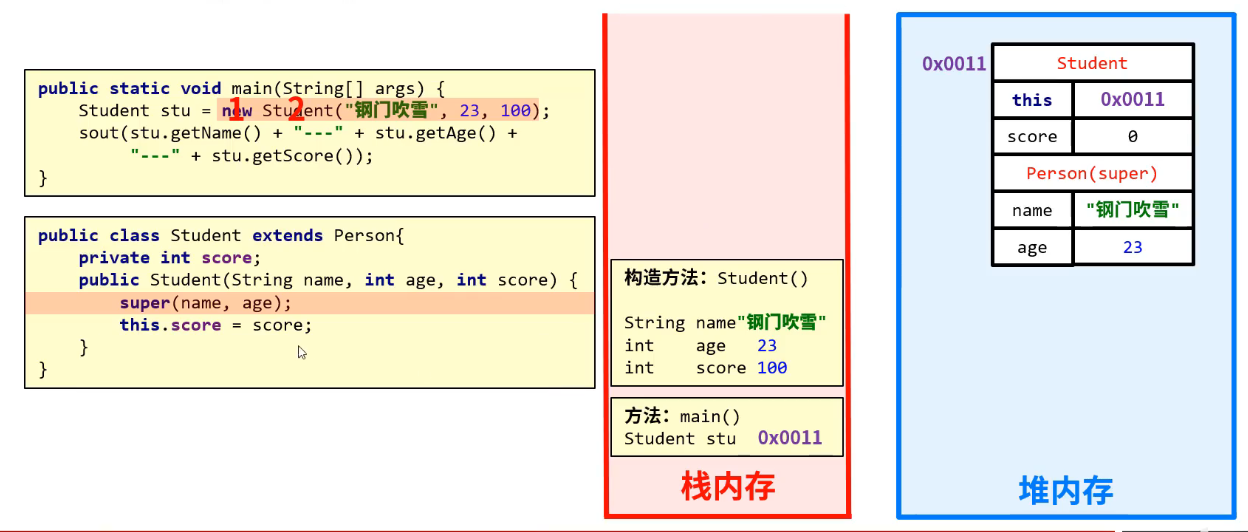 public static void main(String[] args) {
Student stu = new Student("钢门吹雪", 23, 100);
1 2
sout(stu.getName() + "---" + stu.getAge() +
"---" + stu.getScore());
}
public class Student extends Person{
private int score;
public Student(String name, int age, int score) {
super(name, age);
this.score = score;
}
}
构造方法：Student()
String name"钢门吹雪"
int age 23
int score 100
方法：main()
Student stu 0x0011
栈内存
0x0011
Student
this 0x0011
score 0
Person(super)
name "钢门吹雪"
age 23
堆内存